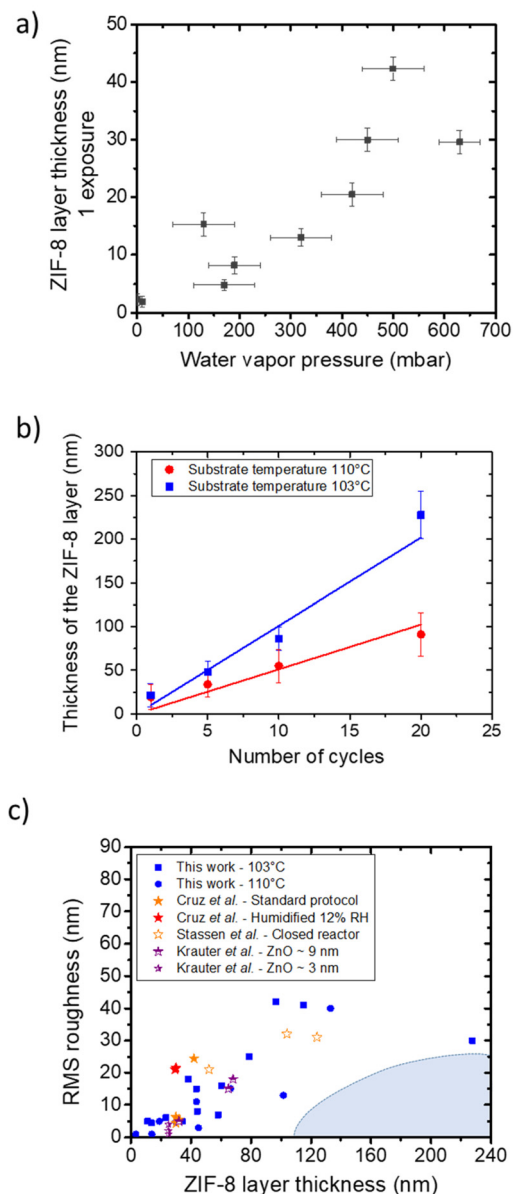 a)
50
40
30
20
10
0
ZIF-8 layer thickness (nm)
1 exposure
0 100 200 300 400 500 600 700
Water vapor pressure (mbar)
b)
300
250
200
150
100
50
0
Thickness of the ZIF-8 layer (nm)
Substrate temperature 110°C
Substrate temperature 103°C
0 5 10 15 20 25
Number of cycles
c)
90
80
70
60
50
40
30
20
10
0
RMS roughness (nm)
This work - 103°C
This work - 110°C
Cruz et al. - Standard protocol
Cruz et al. - Humidified 12% RH
Stassen et al. - Closed reactor
Krauter et al. - ZnO ~ 9 nm
Krauter et al. - ZnO ~ 3 nm
0 40 80 120 160 200 240
ZIF-8 layer thickness (nm)